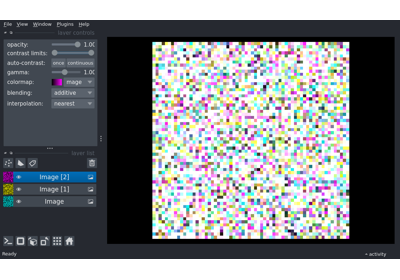 File View Window Plugins Help
layer controls
opacity: 1.00
contrast limits:
auto-contrast: once continuous
gamma: 1.00
colormap:
blending: additive
interpolation: nearest
layer list
Image [2]
Image [1]
Image
Ready activity